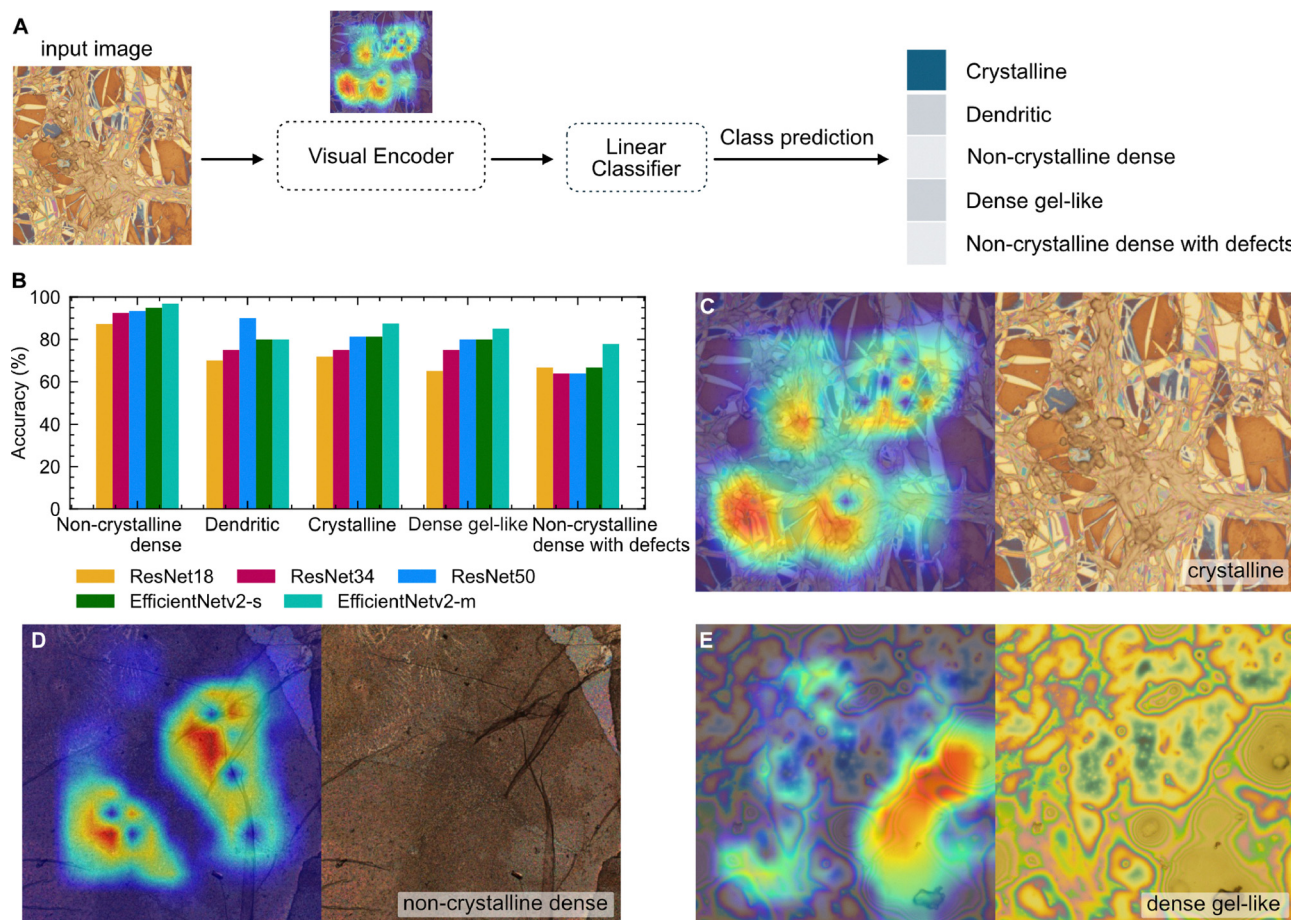 A
input image
Visual Encoder
Linear
Classifier
Class prediction
Crystalline
Dendritic
Non-crystalline dense
Dense gel-like
Non-crystalline dense with defects
B
Accuracy (%)
100
80
60
40
20
0
Non-crystalline
dense
Dendritic
Crystalline
Dense gel-like
Non-crystalline
dense with defects
ResNet18
ResNet34
ResNet50
EfficientNetv2-s
EfficientNetv2-m
C
crystalline
D
non-crystalline dense
E
dense gel-like